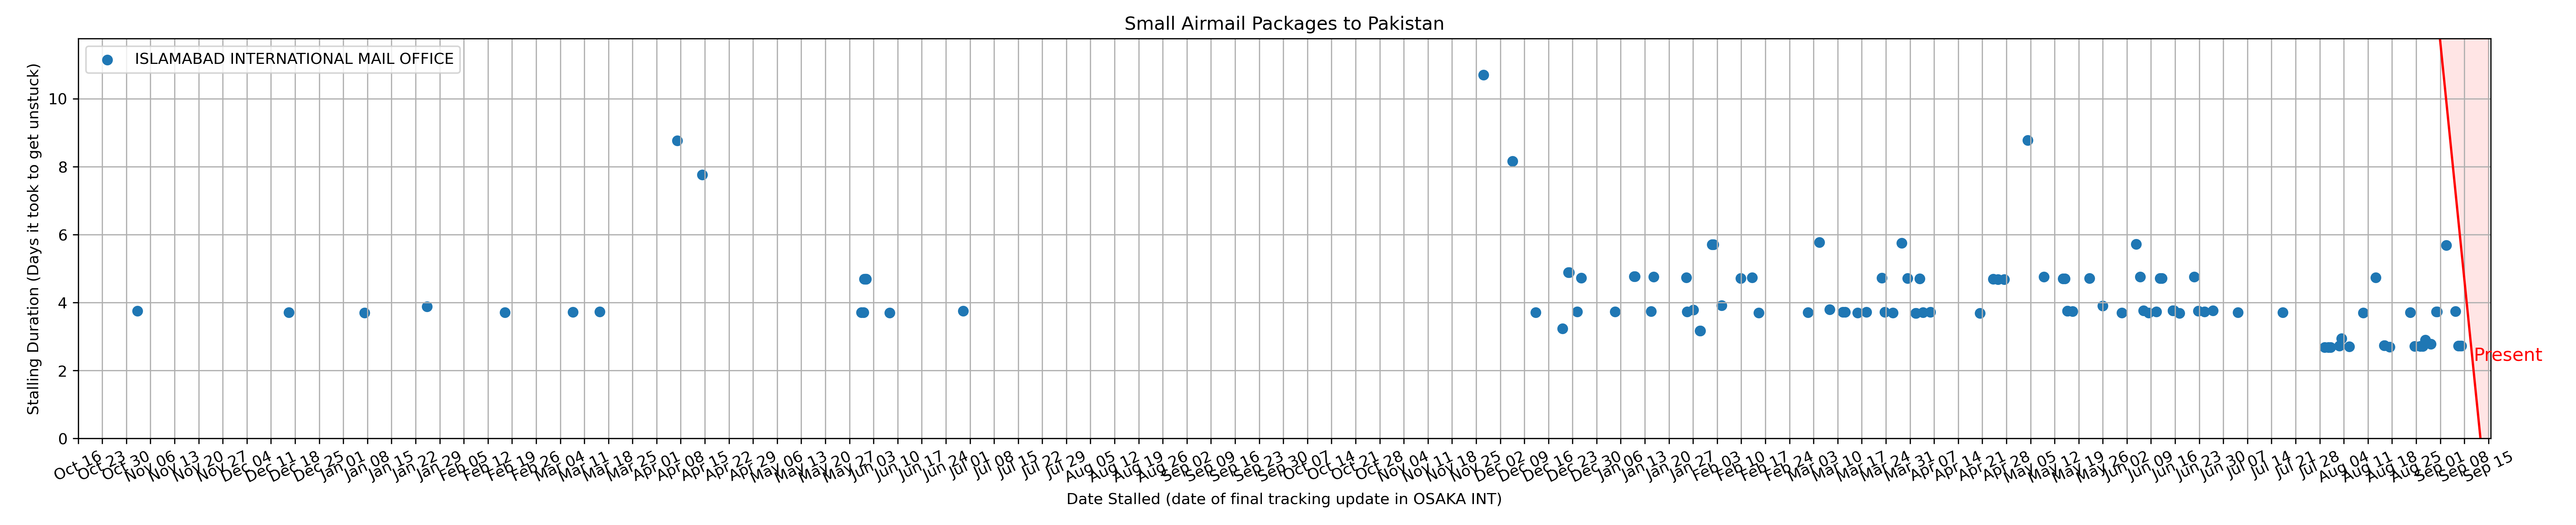 Small Airmail Packages to Pakistan
ISLAMABAD INTERNATIONAL MAIL OFFICE
Stalling Duration (Days it took to get unstuck)
10
8
6
4
2
0
Present
Oct 16
Oct 23
Oct 30
Nov 06
Nov 13
Nov 20
Nov 27
Dec 04
Dec 11
Dec 18
Dec 25
Jan 01
Jan 08
Jan 15
Jan 22
Jan 29
Feb 05
Feb 12
Feb 19
Feb 26
Mar 04
Mar 11
Mar 18
Mar 25
Apr 01
Apr 08
Apr 15
Apr 22
Apr 29
May 06
May 13
May 20
May 27
Jun 03
Jun 10
Jun 17
Jun 24
Jul 01
Jul 08
Jul 15
Jul 22
Jul 29
Aug 05
Aug 12
Aug 19
Aug 26
Sep 02
Sep 09
Sep 16
Sep 23
Sep 30
Oct 07
Oct 14
Oct 21
Oct 28
Nov 04
Nov 11
Nov 18
Nov 25
Dec 02
Dec 09
Dec 16
Dec 23
Dec 30
Jan 06
Jan 13
Jan 20
Jan 27
Feb 03
Feb 10
Feb 17
Feb 24
Mar 03
Mar 10
Mar 17
Mar 24
Mar 31
Apr 07
Apr 14
Apr 21
Apr 28
May 05
May 12
May 19
May 26
Jun 02
Jun 09
Jun 16
Jun 23
Jun 30
Jul 07
Jul 14
Jul 21
Jul 28
Aug 04
Aug 11
Aug 18
Aug 25
Sep 01
Sep 08
Sep 15
Date Stalled (date of final tracking update in OSAKA INT)